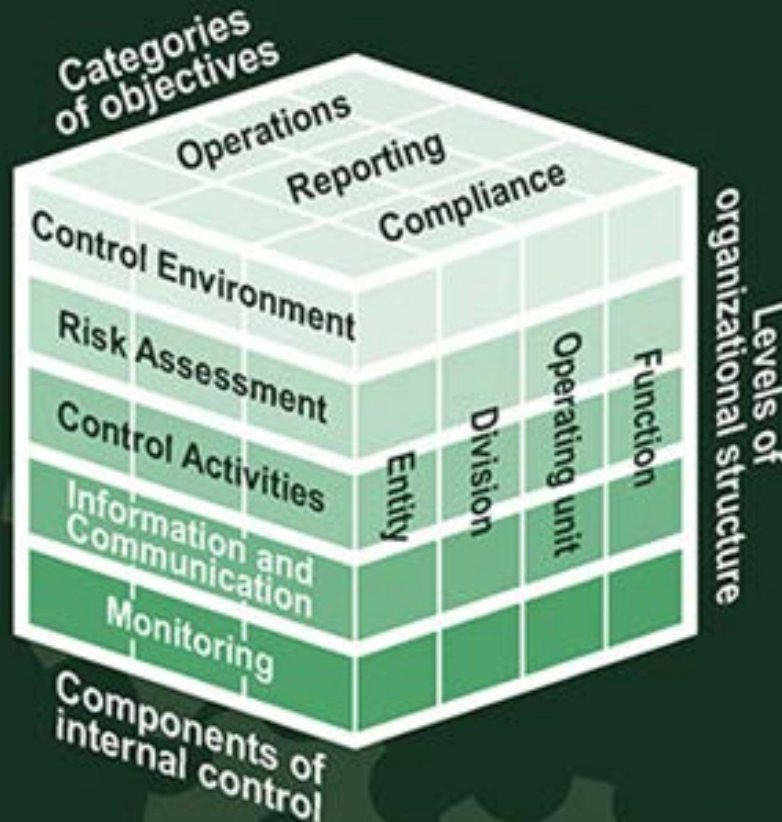 Categories
of objectives
Operations
Reporting
Compliance
Control Environment
Risk Assessment
Control Activities
Information and
Communication
Monitoring
Entity
Division
Operating unit
Function
Levels of
organizational structure
Components of
internal control